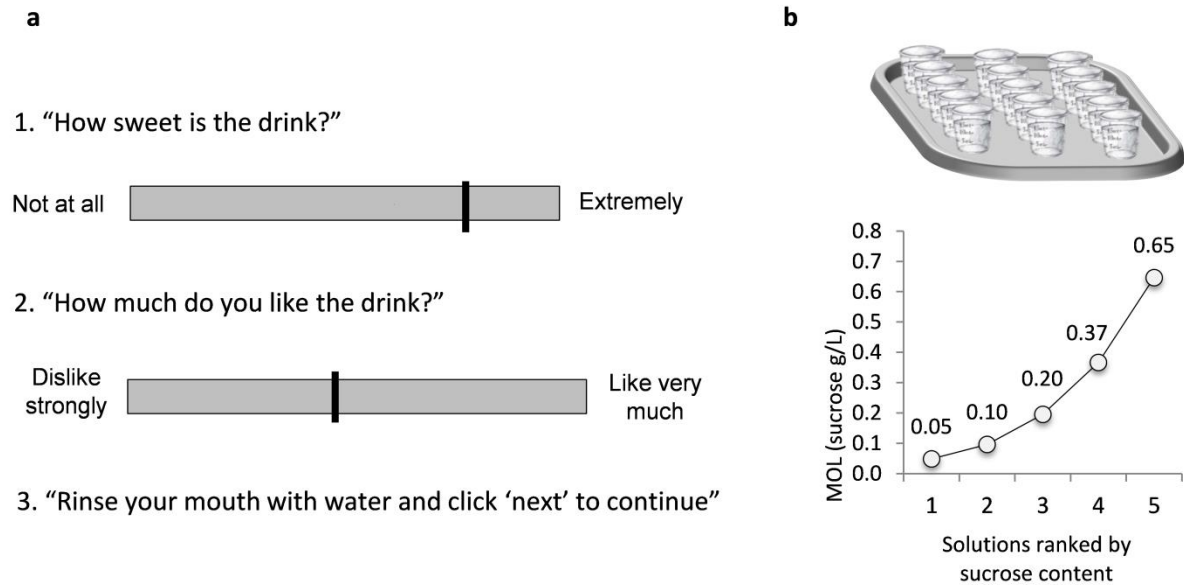 a
1. “How sweet is the drink?”
Not at all
Extremely
2. “How much do you like the drink?”
Dislike
strongly
Like very
much
3. “Rinse your mouth with water and click ‘next’ to continue”
b
MOL (sucrose g/L)
0.8
0.7
0.6
0.5
0.4
0.3
0.2
0.1
0.0
0.05
0.10
0.20
0.37
0.65
1 2 3 4 5
Solutions ranked by
sucrose content